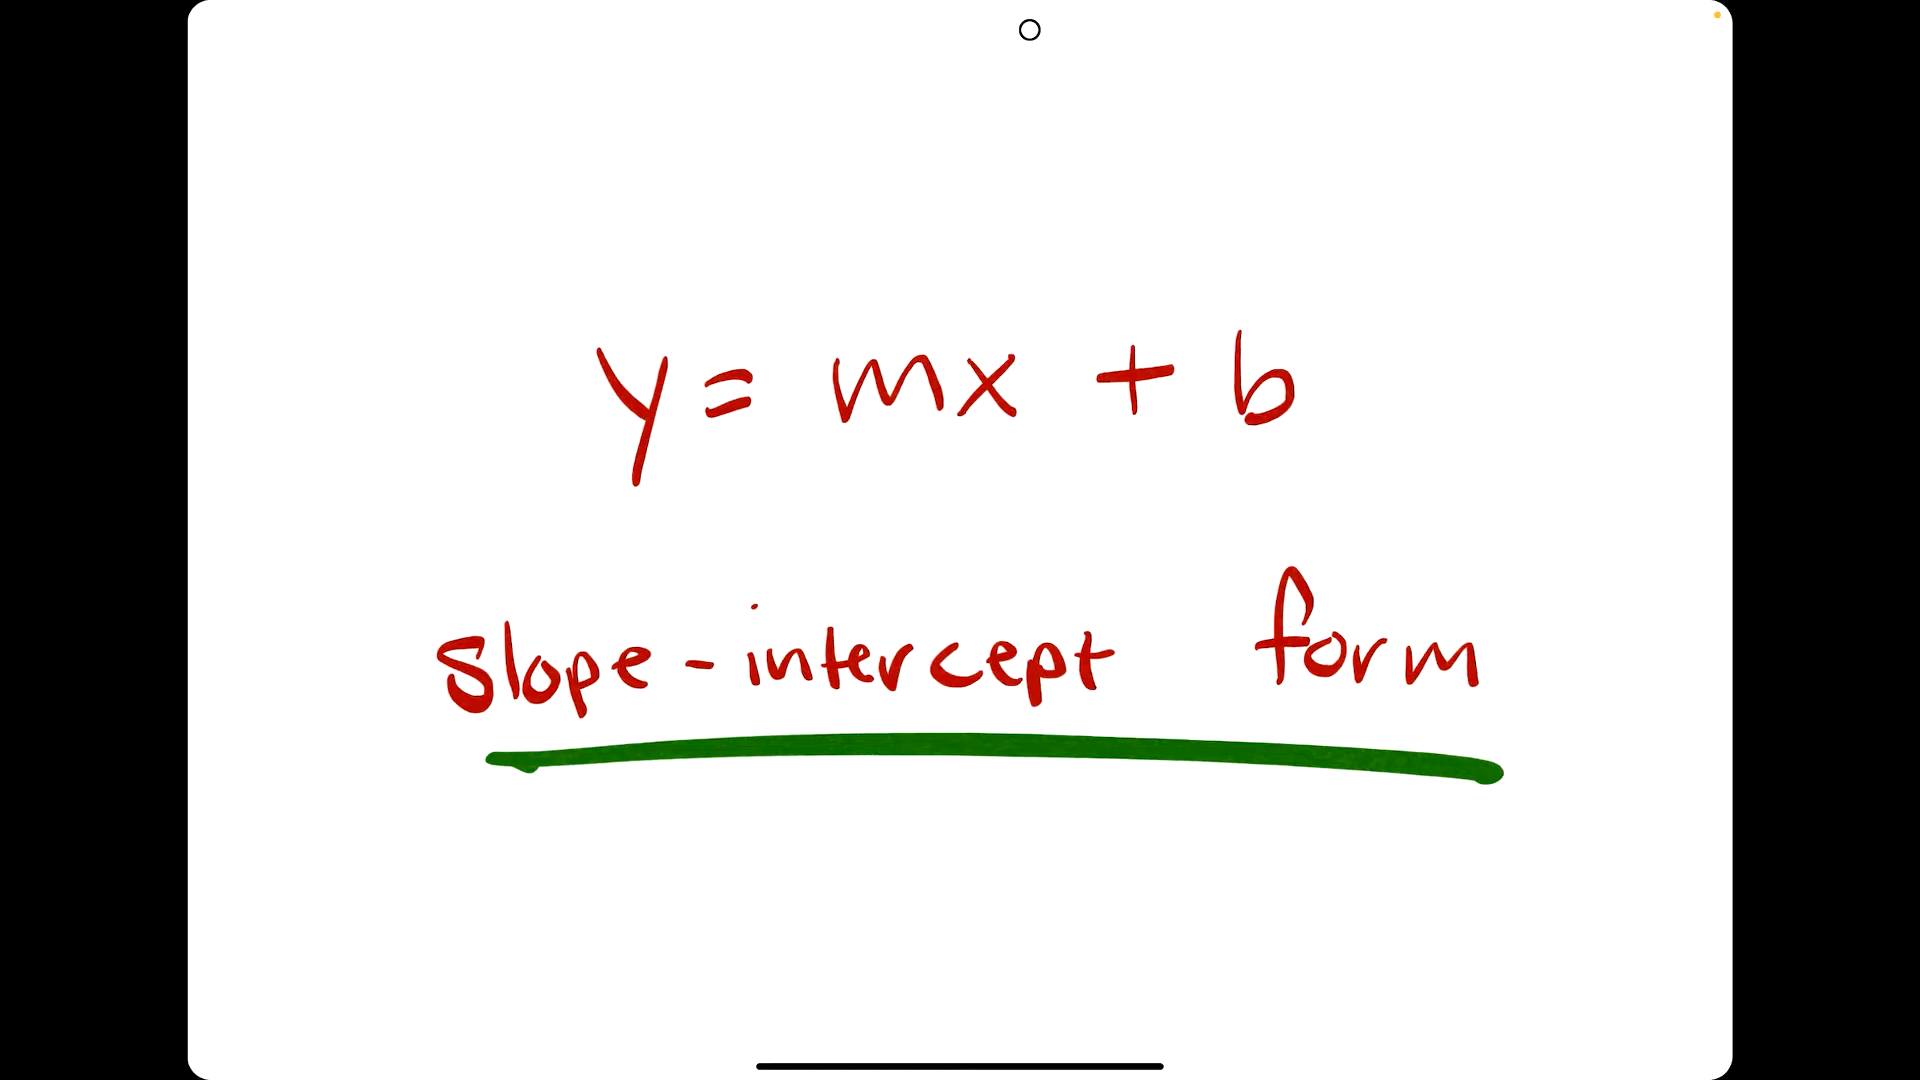 y = mx + b
slope-intercept form